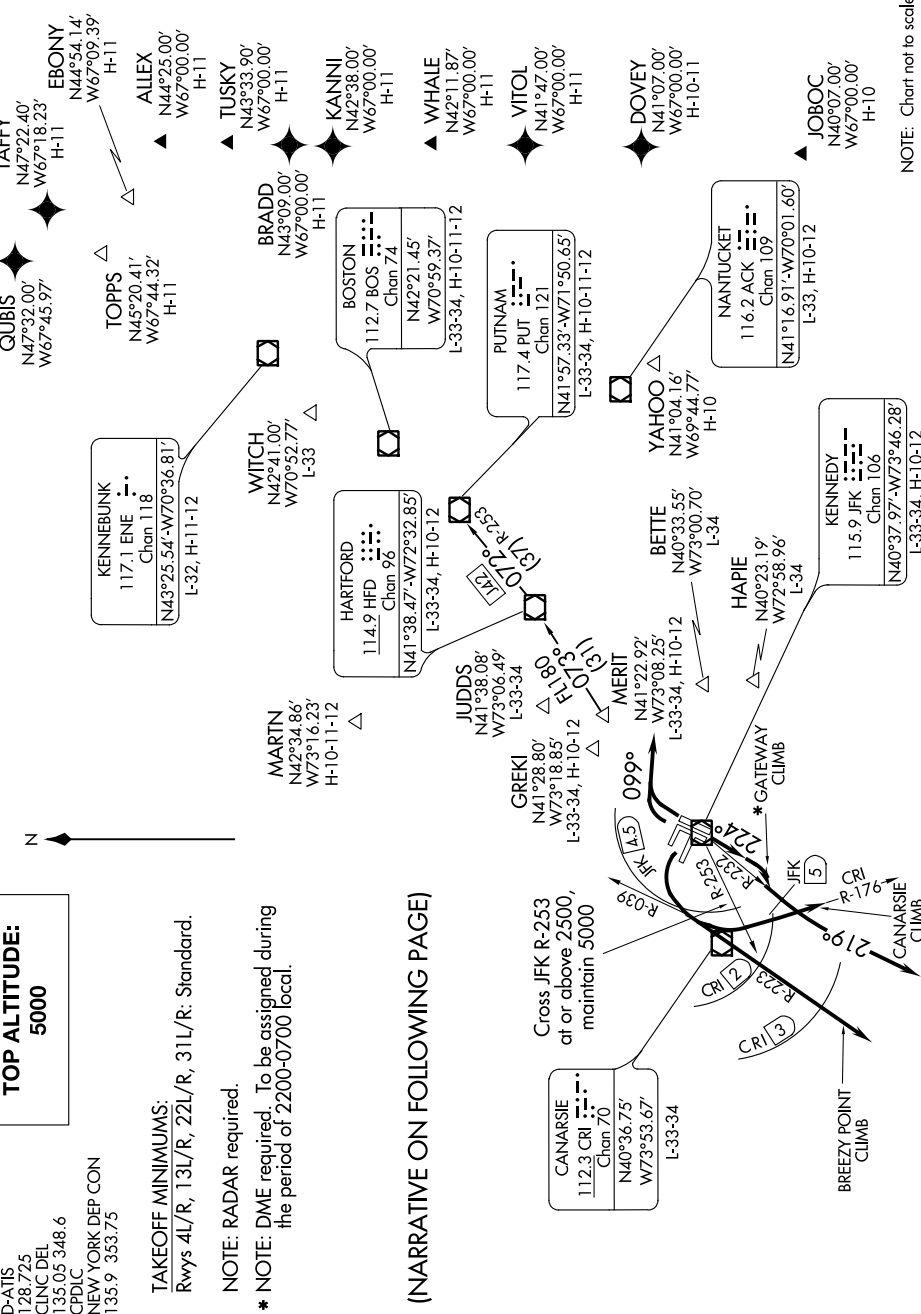 D-ATIS
128.725
CLNC DEL
135.05 348.6
CPDLC
NEW YORK DEP CON
135.9 353.75
TOP ALTITUDE:
5000
TAKEOFF MINIMUMS:
Rwys 4L/R, 13L/R, 22L/R, 31L/R: Standard.
NOTE: RADAR required.
* NOTE: DME required. To be assigned during
the period of 2200-0700 local.
(NARRATIVE ON FOLLOWING PAGE)
N
QUBIS
N47°32.00'
W67°45.97'
TAFFY
N47°22.40'
W67°18.23'
H-11
EBONY
N44°54.14'
W67°09.39'
H-11
TOPPS
N45°20.41'
W67°44.32'
H-11
ALLEX
N44°25.00'
W67°00.00'
H-11
TUSKY
N43°33.90'
W67°00.00'
H-11
BRADD
N43°09.00'
W67°00.00'
H-11
KANNI
N42°38.00'
W67°00.00'
H-11
WHALE
N42°11.87'
W67°00.00'
H-11
VITOL
N41°47.00'
W67°00.00'
H-11
DOVEY
N41°07.00'
W67°00.00'
H-10-11
JOBOC
N40°07.00'
W67°00.00'
H-10
KENNEBUNK
117.1 ENE
Chan 118
N43°25.54'-W70°36.81'
L-32, H-11-12
WITCH
N42°41.00'
W70°52.77'
L-33
BOSTON
112.7 BOS
Chan 74
N42°21.45'
W70°59.37'
L-33-34, H-10-11-12
PUTNAM
117.4 PUT
Chan 121
N41°57.33'-W71°50.65'
L-33-34, H-10-11-12
NANTUCKET
116.2 ACK
Chan 109
N41°16.91'-W70°01.60'
L-33, H-10-12
YAHOO
N41°04.16'
W69°44.77'
H-10
MARTN
N42°34.86'
W73°16.23'
H-10-11-12
HARTFORD
114.9 HFD
Chan 96
N41°38.47'-W72°32.85'
L-33-34, H-10-12
R-253
072°
(37)
J42
JUDDS
N41°38.08'
W73°06.49'
L-33-34
FL180
073°
(31)
GREKI
N41°28.80'
W73°18.85'
L-33-34, H-10-12
MERIT
N41°22.92'
W73°08.25'
L-33-34, H-10-12
BETTE
N40°33.55'
W73°00.70'
L-34
HAPIE
N40°23.19'
W72°58.96'
L-34
KENNEDY
115.9 JFK
Chan 106
N40°37.97'-W73°46.28'
L-33-34, H-10-12
099°
224°
* GATEWAY
CLIMB
JFK 4.5
R-039
R-253
R-232
JFK
5
CRI
R-176
CANARSIE
CLIMB
219°
CRI 2
R-223
CRI 3
Cross JFK R-253
at or above 2500,
maintain 5000
CANARSIE
112.3 CRI
Chan 70
N40°36.75'
W73°53.67'
L-33-34
BREEZY POINT
CLIMB
NOTE: Chart not to scale